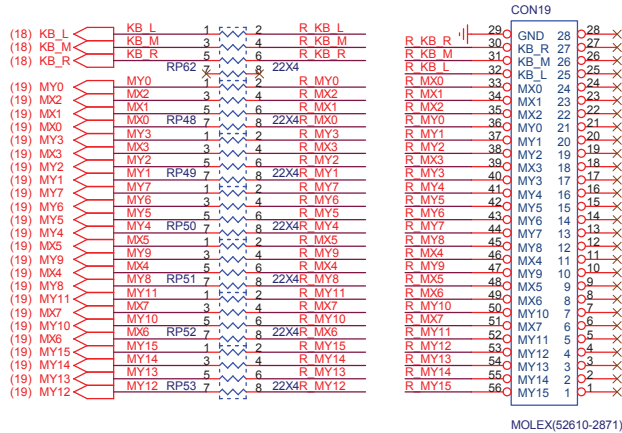 CON19
(18) KB_L KB_L 1 2 R_KB_L
(18) KB_M KB_M 3 4 R_KB_M
(18) KB_R KB_R 5 6 R_KB_R
RP62 7 8 22X4
(19) MY0 MY0 1 2 R_MY0
(19) MX2 MX2 3 4 R_MX2
(19) MX1 MX1 5 6 R_MX1
(19) MX0 MX0 RP48 7 8 22X4 R_MX0
(19) MY3 MY3 1 2 R_MY3
(19) MX3 MX3 3 4 R_MX3
(19) MY2 MY2 5 6 R_MY2
(19) MY1 MY1 RP49 7 8 22X4 R_MY1
(19) MY7 MY7 1 2 R_MY7
(19) MY6 MY6 3 4 R_MY6
(19) MY5 MY5 5 6 R_MY5
(19) MY4 MY4 RP50 7 8 22X4 R_MY4
(19) MX5 MX5 1 2 R_MX5
(19) MY9 MY9 3 4 R_MY9
(19) MX4 MX4 5 6 R_MX4
(19) MY8 MY8 RP51 7 8 22X4 R_MY8
(19) MY11 MY11 1 2 R_MY11
(19) MX7 MX7 3 4 R_MX7
(19) MY10 MY10 5 6 R_MY10
(19) MX6 MX6 RP52 7 8 22X4 R_MX6
(19) MY15 MY15 1 2 R_MY15
(19) MY14 MY14 3 4 R_MY14
(19) MY13 MY13 5 6 R_MY13
(19) MY12 MY12 RP53 7 8 22X4 R_MY12
29 GND 28 28
R_KB_R 30 KB_R 27 27
R_KB_M 31 KB_M 26 26
R_KB_L 32 KB_L 25 25
R_MX0 33 MX0 24 24
R_MX1 34 MX1 23 23
R_MX2 35 MX2 22 22
R_MY0 36 MY0 21 21
R_MY1 37 MY1 20 20
R_MY2 38 MY2 19 19
R_MX3 39 MX3 18 18
R_MY3 40 MY3 17 17
R_MY4 41 MY4 16 16
R_MY5 42 MY5 15 15
R_MY6 43 MY6 14 14
R_MY7 44 MY7 13 13
R_MY8 45 MY8 12 12
R_MX4 46 MX4 11 11
R_MY9 47 MY9 10 10
R_MX5 48 MX5 9 9
R_MX6 49 MX6 8 8
R_MY10 50 MY10 7 7
R_MX7 51 MX7 6 6
R_MY11 52 MY11 5 5
R_MY12 53 MY12 4 4
R_MY13 54 MY13 3 3
R_MY14 55 MY14 2 2
R_MY15 56 MY15 1 1
MOLEX(52610-2871)